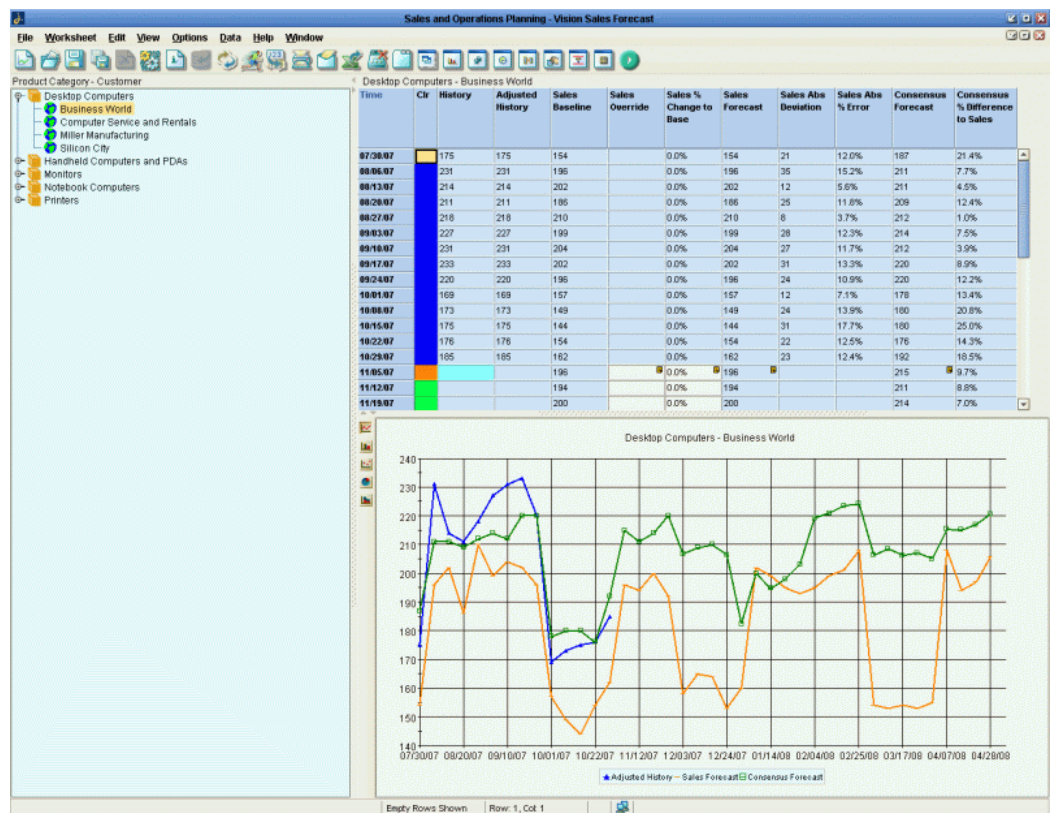 Sales and Operations Planning - Vision Sales Forecast
File Worksheet Edit View Options Data Help Window
Product Category - Customer
Desktop Computers
Business World
Computer Service and Rentals
Miller Manufacturing
Silicon City
Handheld Computers and PDAs
Monitors
Notebook Computers
Printers
Desktop Computers - Business World
Time Clr History Adjusted History Sales Baseline Sales Override Sales % Change to Base Sales Forecast Sales Abs Deviation Sales Abs % Error Consensus Forecast Consensus % Difference to Sales
07/30/07 175 175 154 0.0% 154 21 12.0% 187 21.4%
08/06/07 231 231 196 0.0% 196 35 15.2% 211 7.7%
08/13/07 214 214 202 0.0% 202 12 5.6% 211 4.5%
08/20/07 211 211 186 0.0% 186 25 11.8% 209 12.4%
08/27/07 218 218 210 0.0% 210 8 3.7% 212 1.0%
09/03/07 227 227 199 0.0% 199 28 12.3% 214 7.5%
09/10/07 231 231 204 0.0% 204 27 11.7% 212 3.9%
09/17/07 233 233 202 0.0% 202 31 13.3% 220 8.9%
09/24/07 220 220 196 0.0% 196 24 10.9% 220 12.2%
10/01/07 169 169 157 0.0% 157 12 7.1% 178 13.4%
10/08/07 173 173 149 0.0% 149 24 13.9% 180 20.8%
10/15/07 175 175 144 0.0% 144 31 17.7% 180 25.0%
10/22/07 176 176 154 0.0% 154 22 12.5% 176 14.3%
10/29/07 185 185 162 0.0% 162 23 12.4% 192 18.5%
11/05/07 196 0.0% 196 215 9.7%
11/12/07 194 0.0% 194 211 8.8%
11/19/07 200 0.0% 200 214 7.0%
Desktop Computers - Business World
240
230
220
210
200
190
180
170
160
150
140
07/30/07 08/20/07 09/10/07 10/01/07 10/22/07 11/12/07 12/03/07 12/24/07 01/14/08 02/04/08 02/25/08 03/17/08 04/07/08 04/28/08
Adjusted History Sales Forecast Consensus Forecast
Empty Rows Shown Row: 1, Col: 1